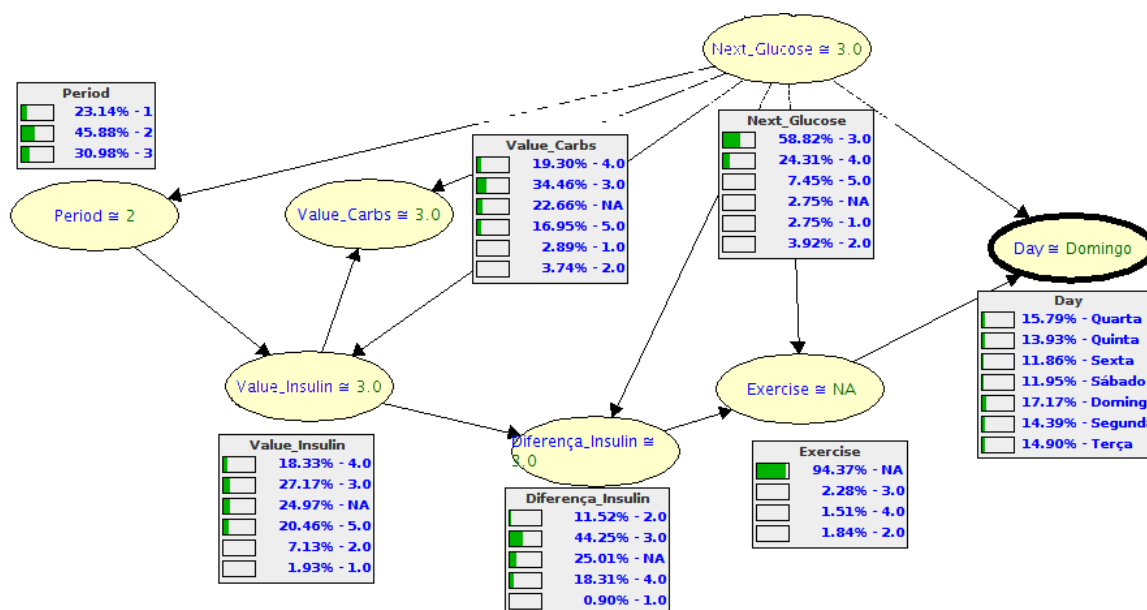 Next_Glucose ≅ 3.0
Period
23.14% - 1
45.88% - 2
30.98% - 3
Value_Carbs
19.30% - 4.0
34.46% - 3.0
22.66% - NA
16.95% - 5.0
2.89% - 1.0
3.74% - 2.0
Next_Glucose
58.82% - 3.0
24.31% - 4.0
7.45% - 5.0
2.75% - NA
2.75% - 1.0
3.92% - 2.0
Period ≅ 2
Value_Carbs ≅ 3.0
Day ≅ Domingo
Day
15.79% - Quarta
13.93% - Quinta
11.86% - Sexta
11.95% - Sábado
17.17% - Doming
14.39% - Segund
14.90% - Terça
Value_Insulin ≅ 3.0
Exercise ≅ NA
Diferença_Insulin ≅
3.0
Value_Insulin
18.33% - 4.0
27.17% - 3.0
24.97% - NA
20.46% - 5.0
7.13% - 2.0
1.93% - 1.0
Diferença_Insulin
11.52% - 2.0
44.25% - 3.0
25.01% - NA
18.31% - 4.0
0.90% - 1.0
Exercise
94.37% - NA
2.28% - 3.0
1.51% - 4.0
1.84% - 2.0